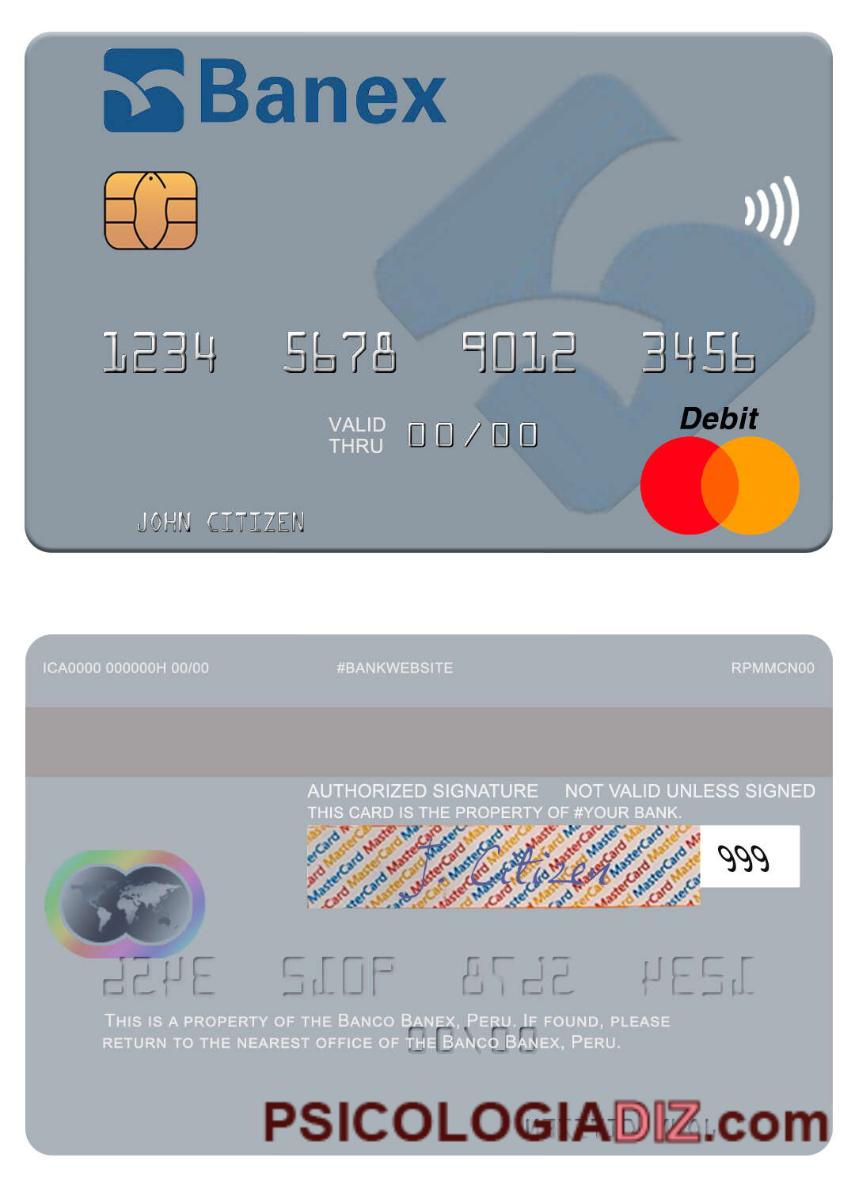 Banex
1234 5678 9012 3456
Debit
VALID
THRU 00/00
JOHN CITIZEN
ICA0000 000000H 00/00 #BANKWEBSITE RPMMCN00
AUTHORIZED SIGNATURE NOT VALID UNLESS SIGNED
THIS CARD IS THE PROPERTY OF #YOUR BANK.
MasterCard MasterCard MasterCard
J. Citizen
999
THIS IS A PROPERTY OF THE BANCO BANEX, PERU. IF FOUND, PLEASE
RETURN TO THE NEAREST OFFICE OF THE BANCO BANEX, PERU.
PSICOLOGIADIZ.com